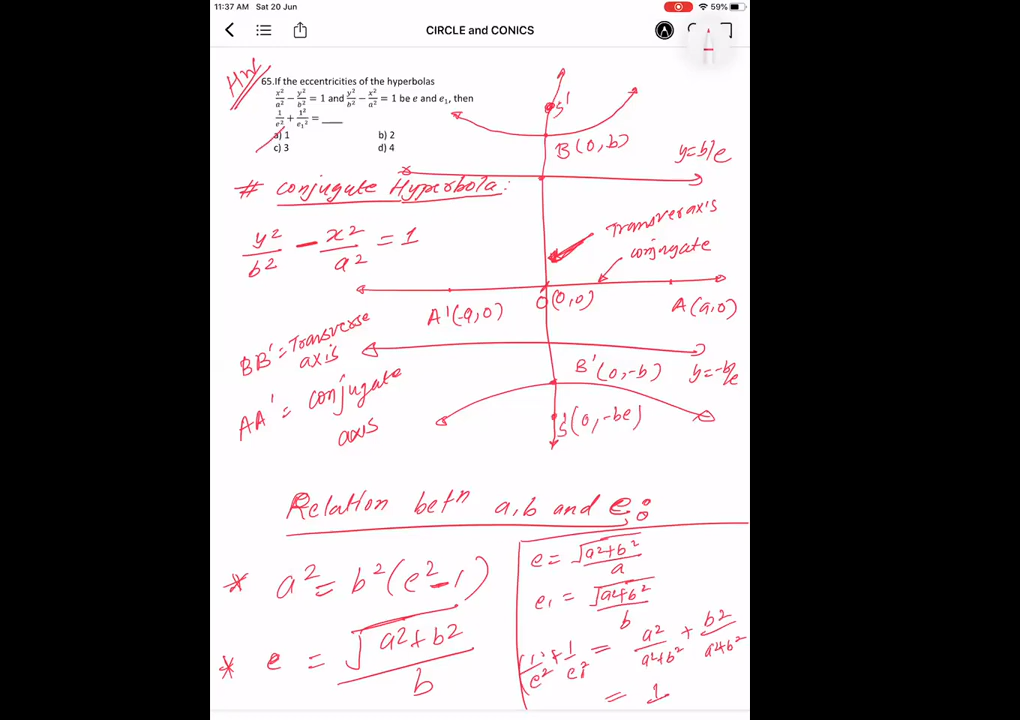 11:37 AM Sat 20 Jun 59%
CIRCLE and CONICS
HW
65.If the eccentricities of the hyperbolas
x²/a² − y²/b² = 1 and y²/b² − x²/a² = 1 be e and e₁, then
1/e² + 1²/e₁² = ____
a) 1 b) 2
c) 3 d) 4
S'
B(0,b)
y=b/e
# Conjugate Hyperbola:
y²/b² − x²/a² = 1
Transveraxis
conjugate
O(0,0)
A'(-a,0)
A(a,0)
BB' = Transverse
axis
B'(0,-b)
y=-b/e
AA' = conjugate
axis
S'(0,-be)
Relation betn a,b and e:
* a² = b²(e²-1)
* e = √(a²+b²)/b
e = √(a²+b²)/a
e₁ = √(a²+b²)/b
1/e² + 1/e₁² = a²/(a²+b²) + b²/(a²+b²)
= 1